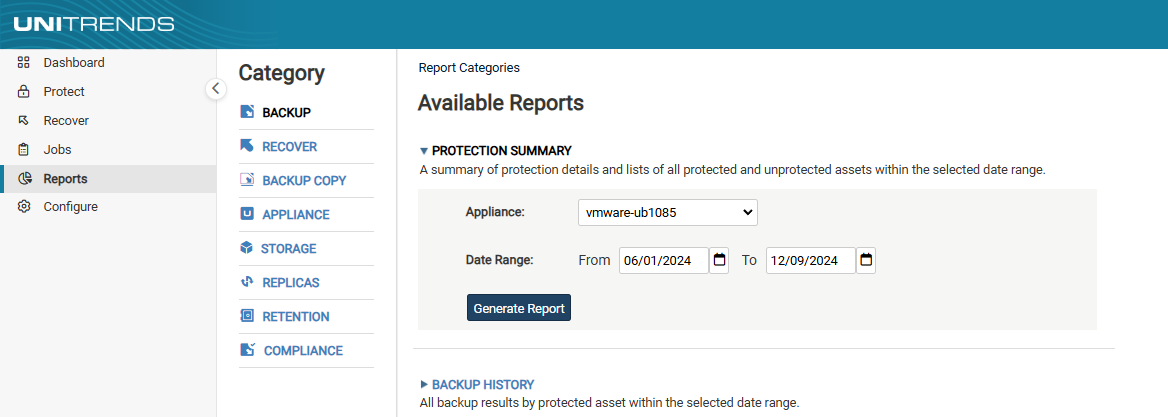 UNITRENDS
Dashboard
Protect
Recover
Jobs
Reports
Configure
Category
BACKUP
RECOVER
BACKUP COPY
APPLIANCE
STORAGE
REPLICAS
RETENTION
COMPLIANCE
Report Categories
Available Reports
PROTECTION SUMMARY
A summary of protection details and lists of all protected and unprotected assets within the selected date range.
Appliance: vmware-ub1085
Date Range: From 06/01/2024 To 12/09/2024
Generate Report
BACKUP HISTORY
All backup results by protected asset within the selected date range.